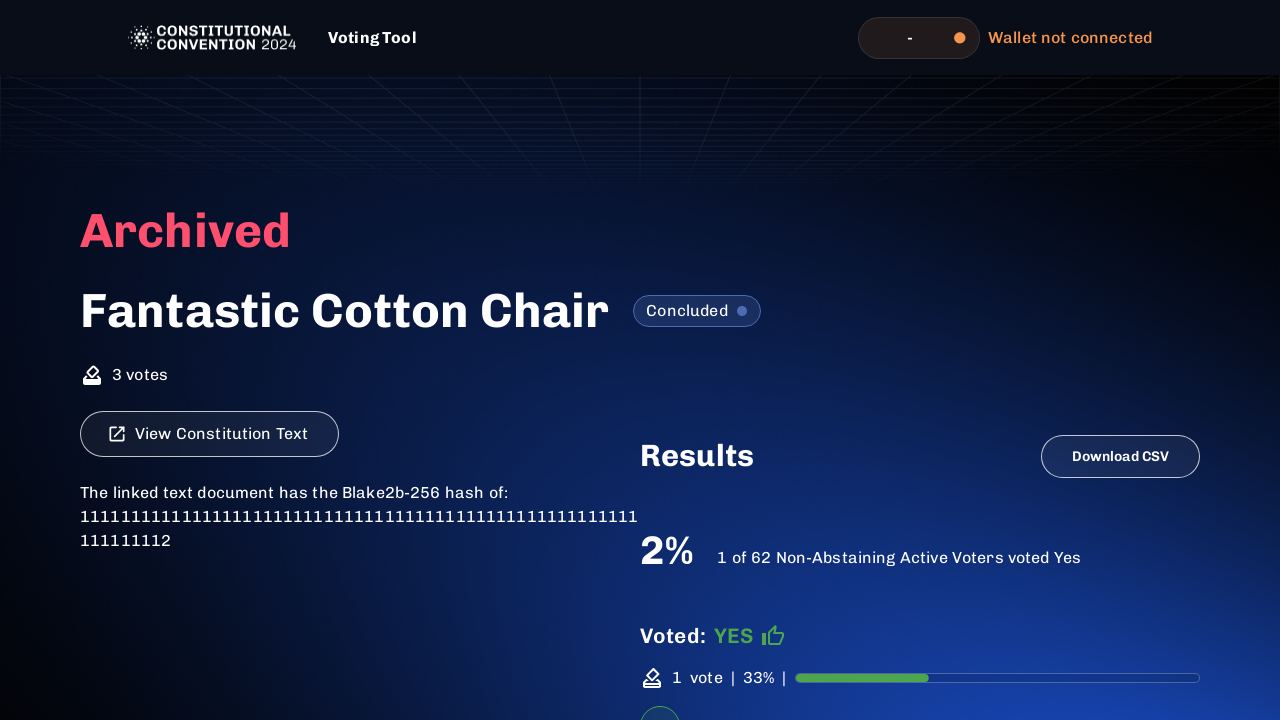 CONSTITUTIONAL
CONVENTION 2024
Voting Tool
-
Wallet not connected
Archived
Fantastic Cotton Chair
Concluded
3 votes
View Constitution Text
The linked text document has the Blake2b-256 hash of:
1111111111111111111111111111111111111111111111111111111
111111112
Results
Download CSV
2%
1 of 62 Non-Abstaining Active Voters voted Yes
Voted: YES
1 vote | 33% |